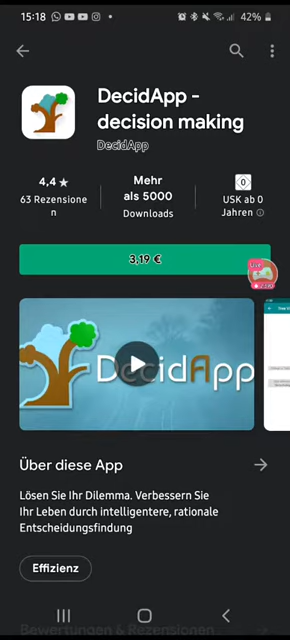 15:18
42%
DecidApp -
decision making
DecidApp
4,4 ★
63 Rezensione
n
Mehr
als 5000
Downloads
0
USK ab 0
Jahren
3,19 €
DecidApp
Über diese App
Lösen Sie Ihr Dilemma. Verbessern Sie
Ihr Leben durch intelligentere, rationale
Entscheidungsfindung
Effizienz
Bewertungen & Rezensionen